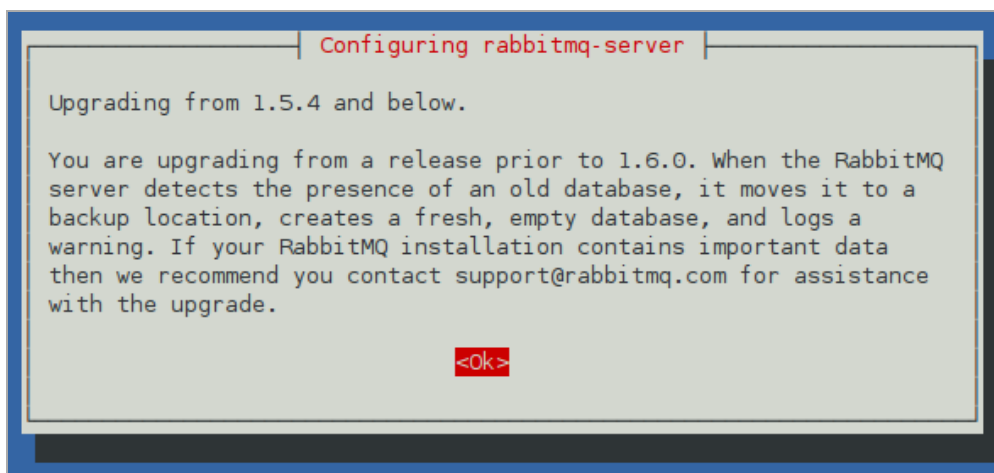 Configuring rabbitmq-server
Upgrading from 1.5.4 and below.
You are upgrading from a release prior to 1.6.0. When the RabbitMQ
server detects the presence of an old database, it moves it to a
backup location, creates a fresh, empty database, and logs a
warning. If your RabbitMQ installation contains important data
then we recommend you contact support@rabbitmq.com for assistance
with the upgrade.
<Ok>